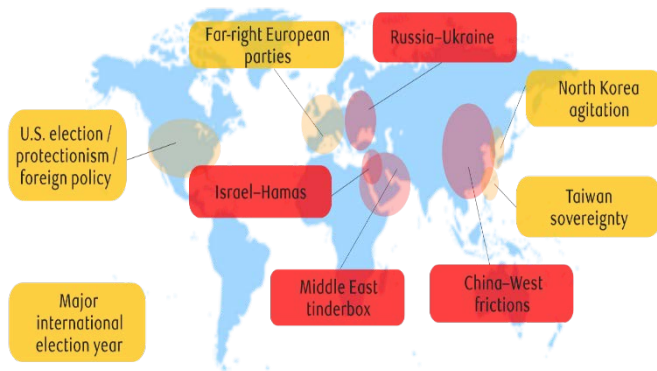 Far-right European
parties
Russia–Ukraine
North Korea
agitation
U.S. election /
protectionism /
foreign policy
Israel–Hamas
Taiwan
sovereignty
Middle East
tinderbox
China–West
frictions
Major
international
election year